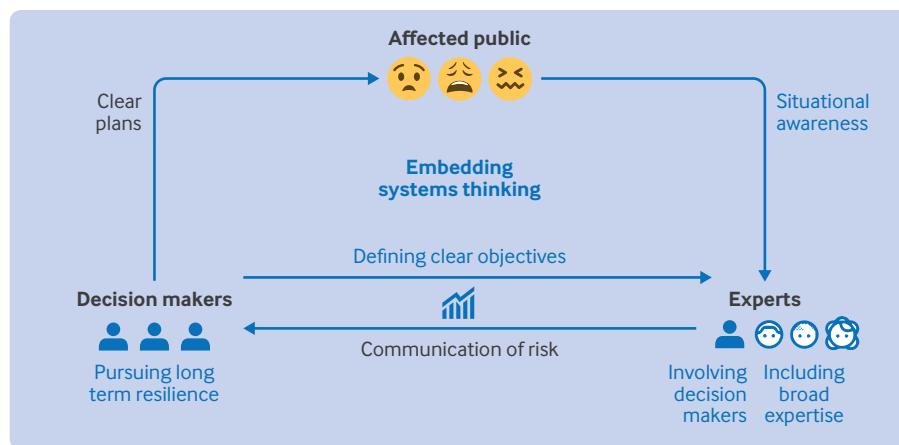 Affected public
Clear
plans
Situational
awareness
Embedding
systems thinking
Defining clear objectives
Decision makers
Experts
Communication of risk
Pursuing long
term resilience
Involving
decision
makers
Including
broad
expertise